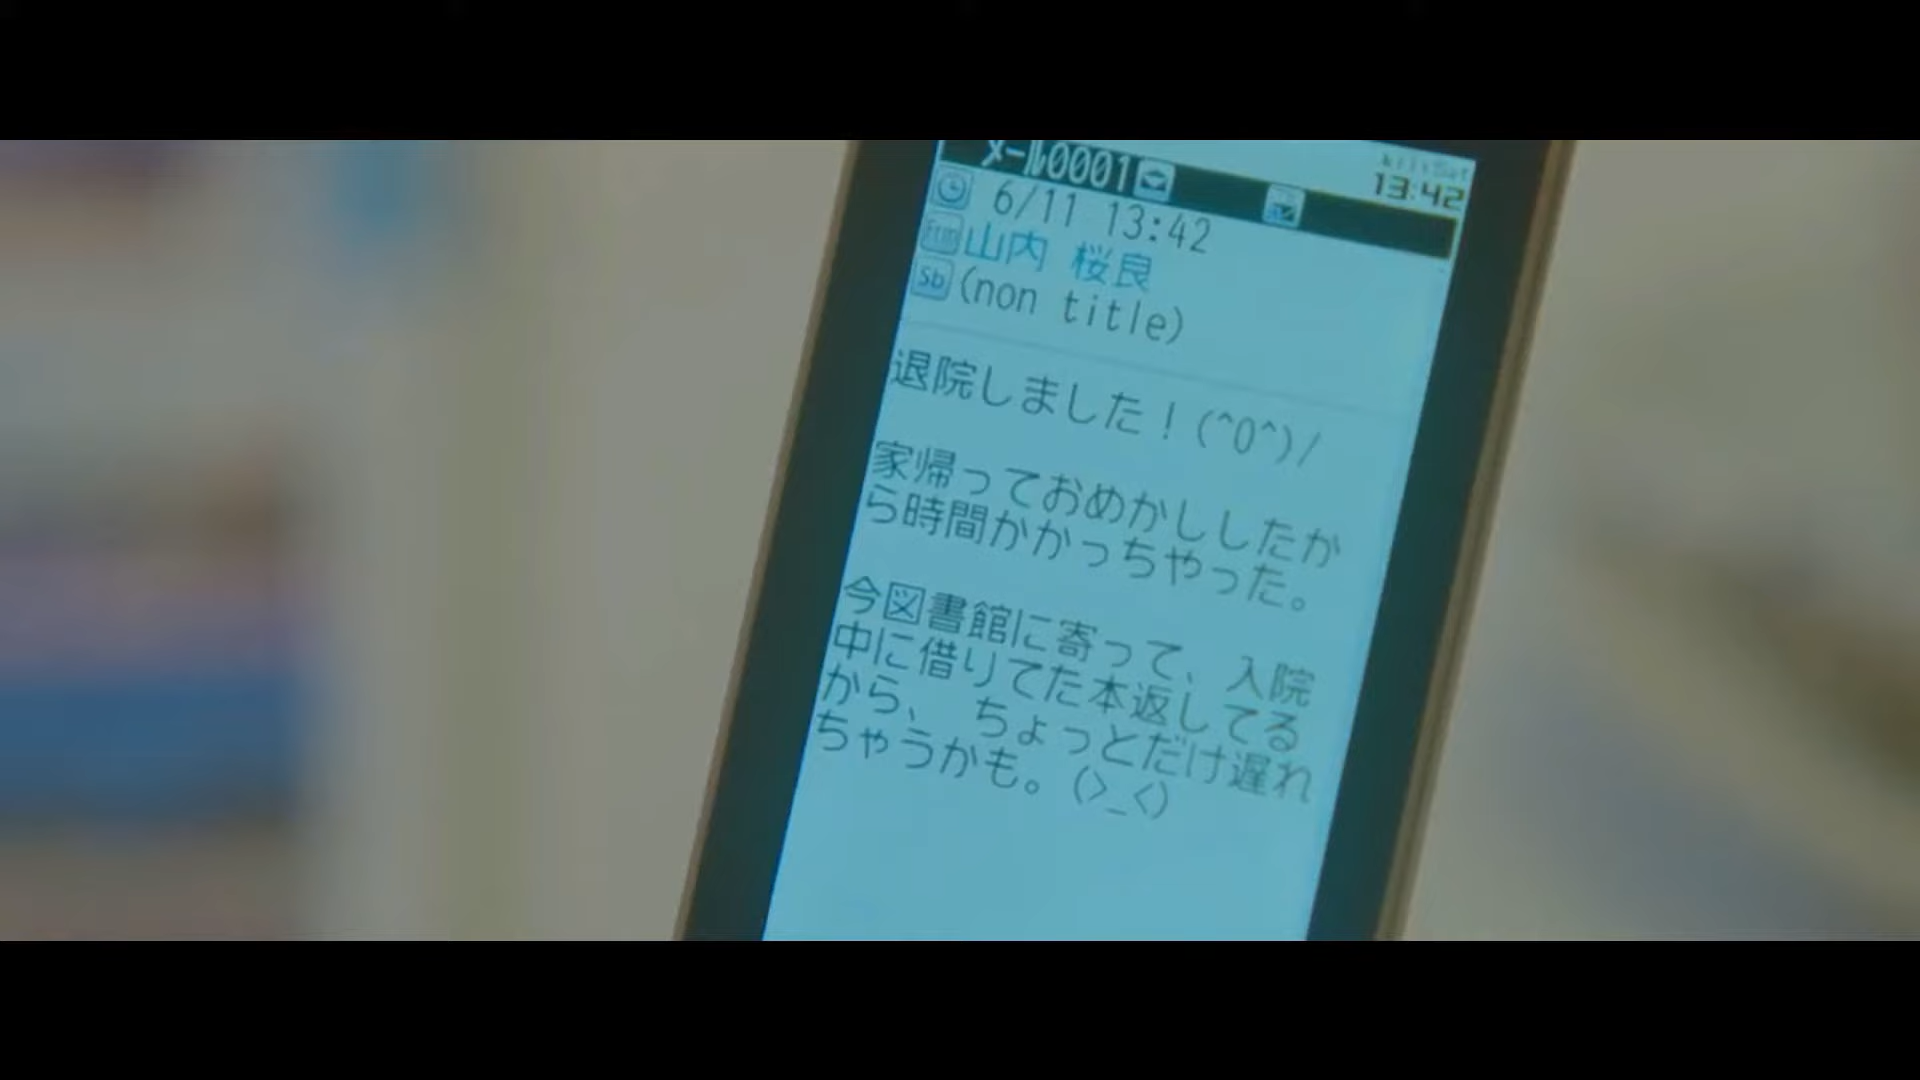 13:42
メール0001
6/11 13:42
山内 桜良
Sb (non title)
退院しました！(^O^)/
家帰っておめかししたか
ら時間かかっちゃった。
今図書館に寄って、入院
中に借りてた本返してる
から、ちょっとだけ遅れ
ちゃうかも。(>_<)